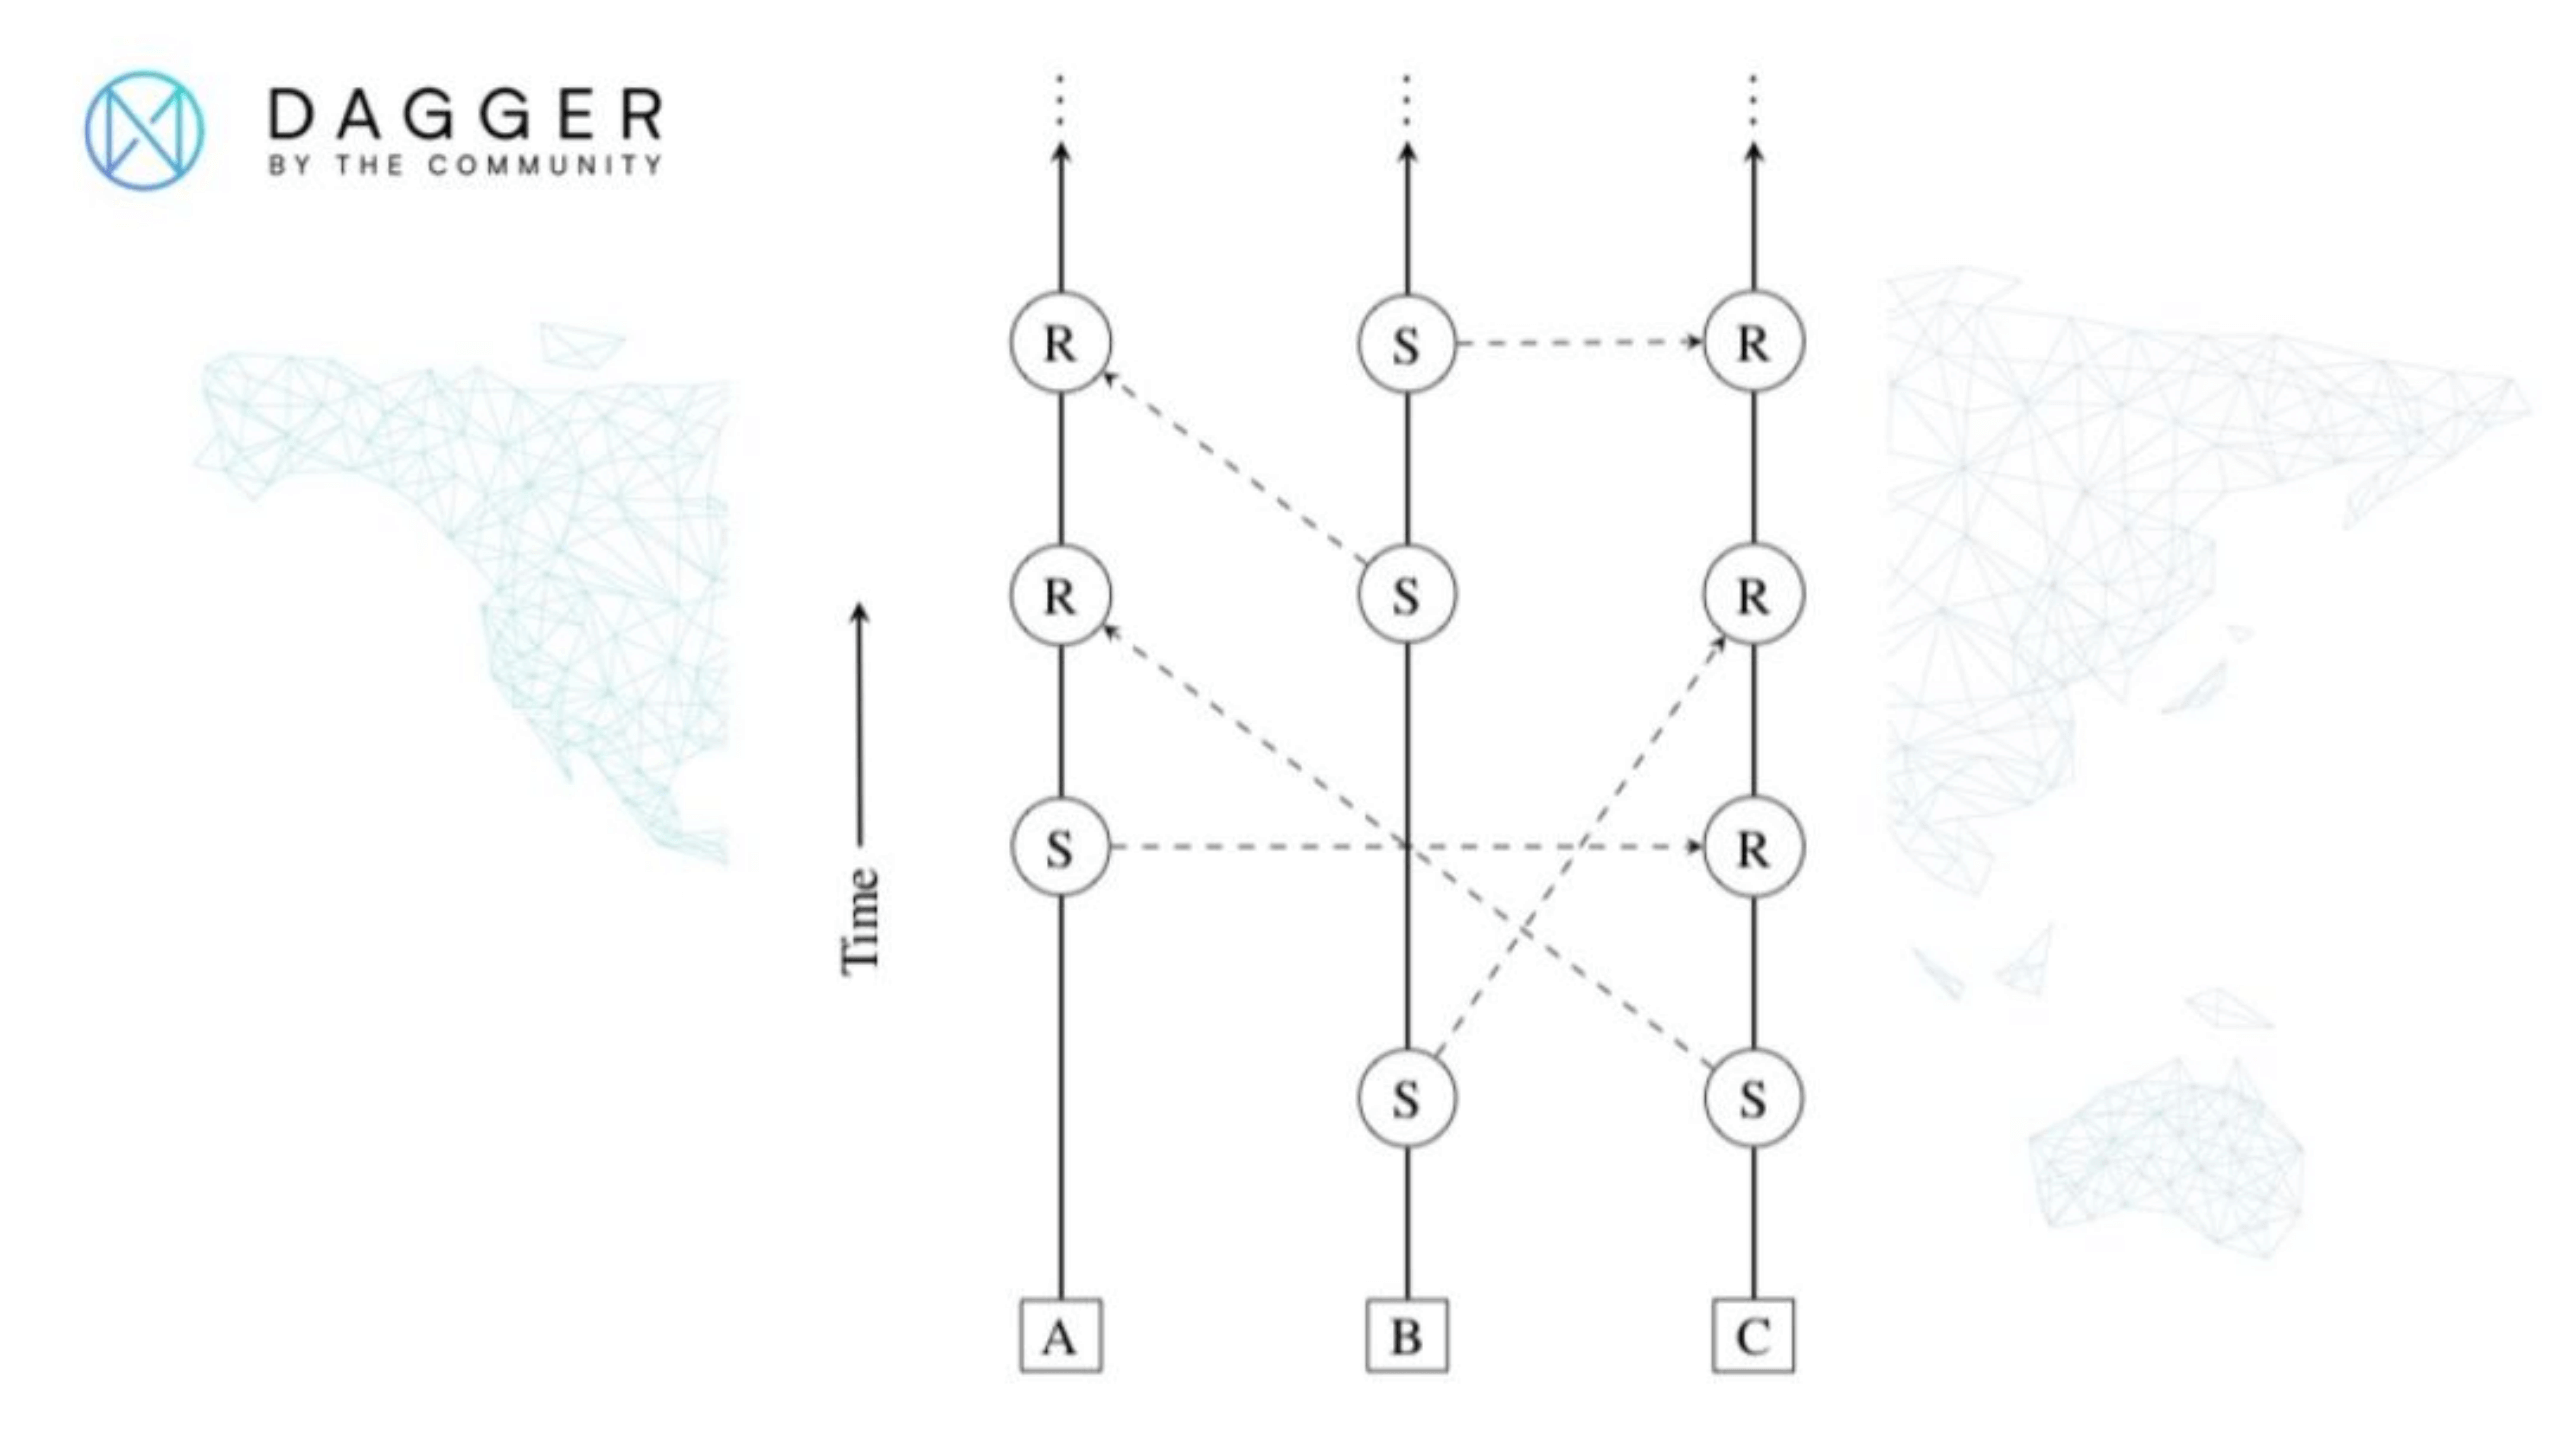 DAGGER
BY THE COMMUNITY
R S R
R S R
S R
Time
S S
A B C